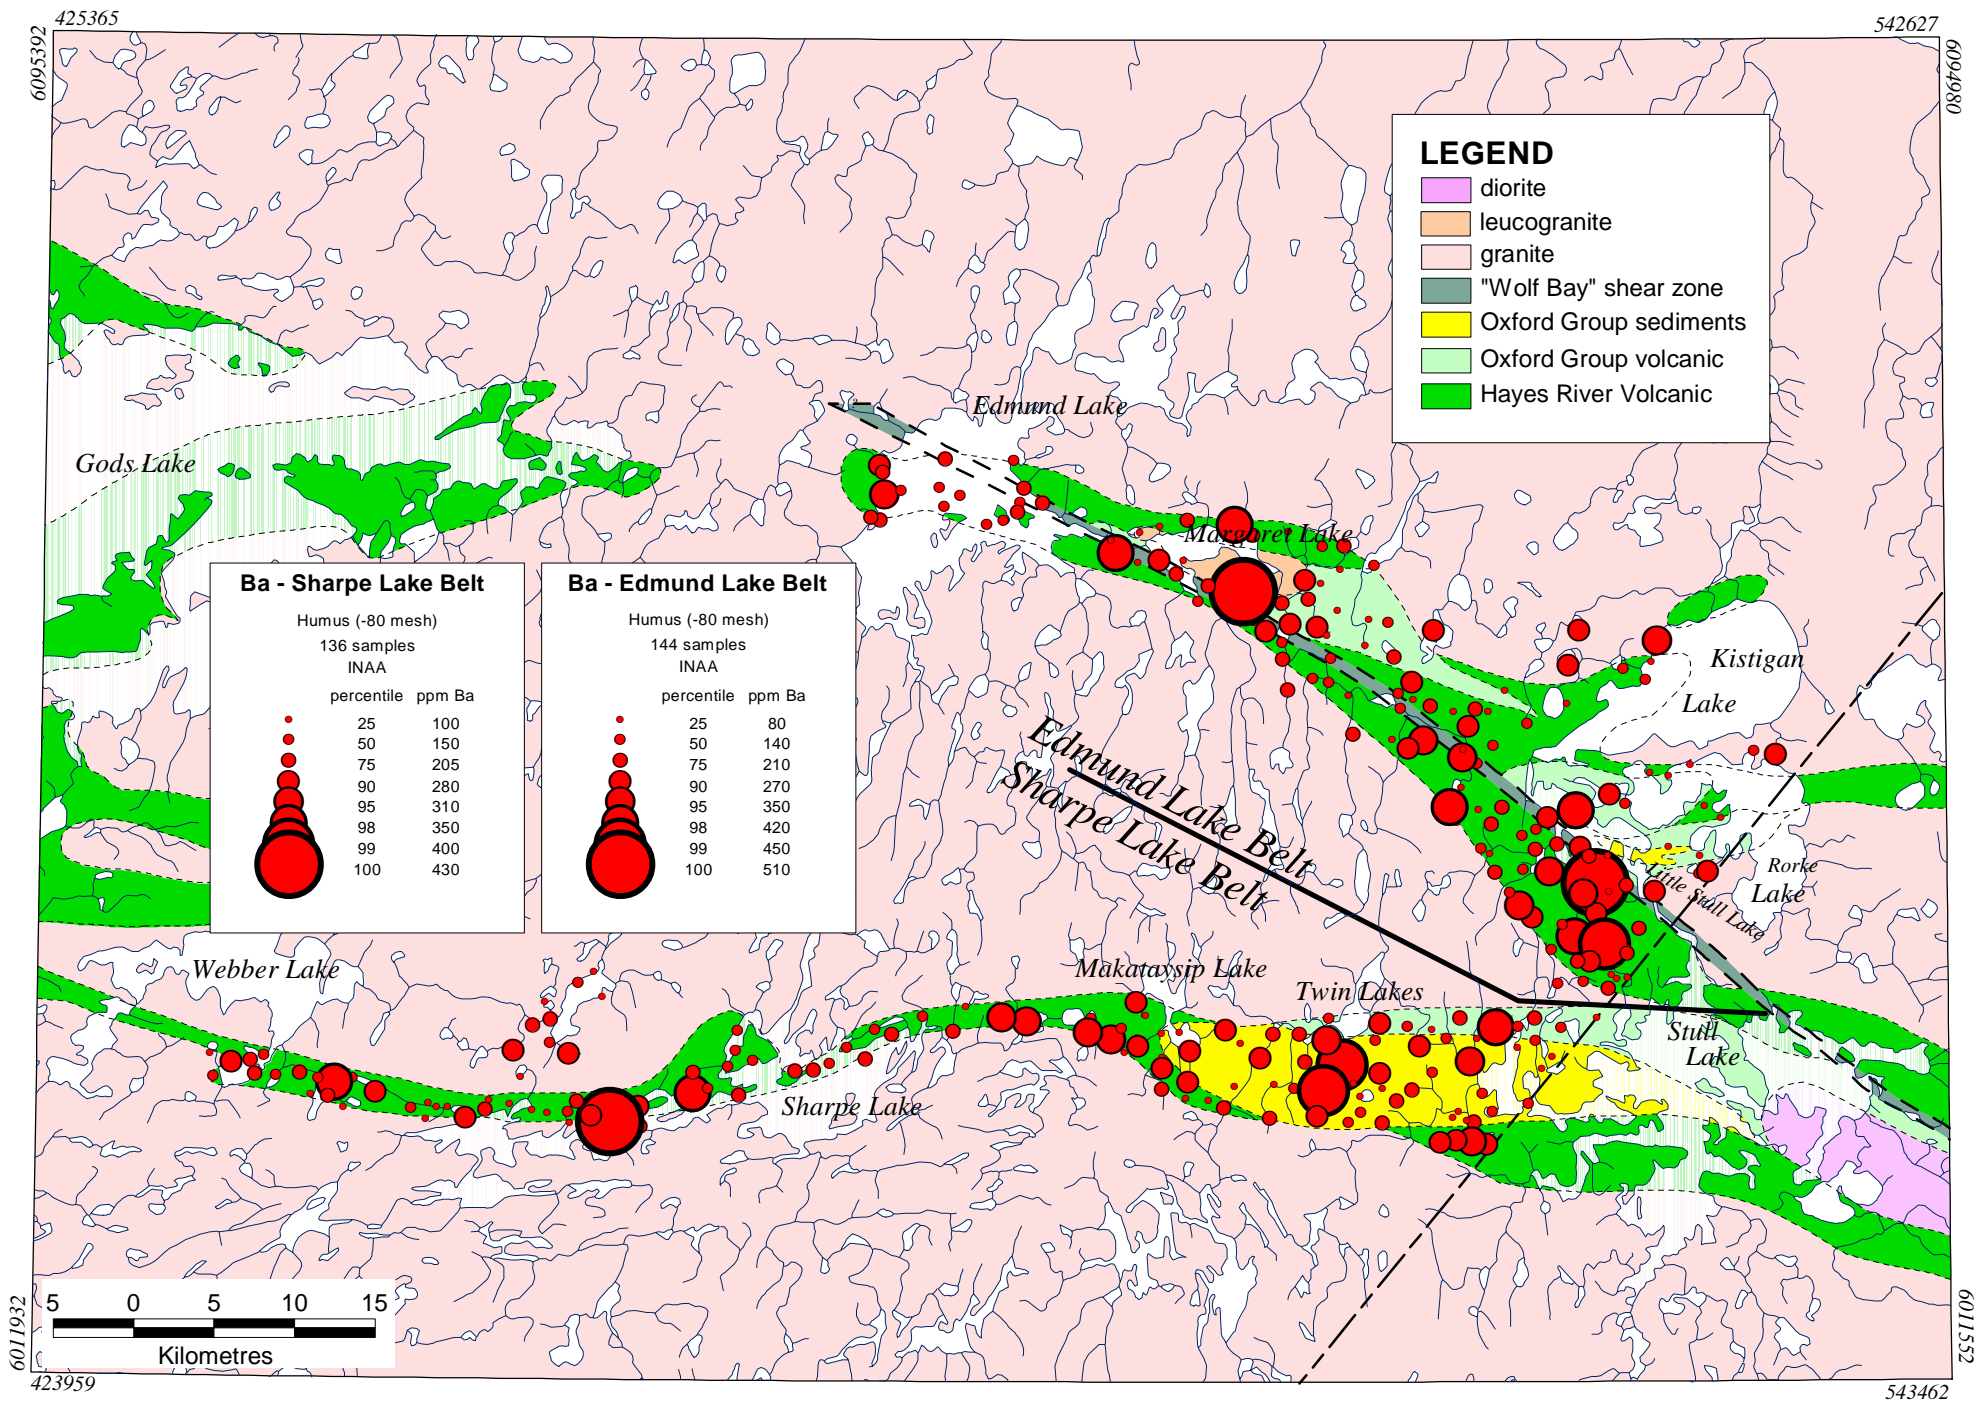 425365
542627
6095392
6094980
LEGEND
diorite
leucogranite
granite
"Wolf Bay" shear zone
Oxford Group sediments
Oxford Group volcanic
Hayes River Volcanic
Edmund Lake
Gods Lake
Margaret Lake
Ba - Sharpe Lake Belt
Humus (-80 mesh)
136 samples
INAA
percentile ppm Ba
25 100
50 150
75 205
90 280
95 310
98 350
99 400
100 430
Ba - Edmund Lake Belt
Humus (-80 mesh)
144 samples
INAA
percentile ppm Ba
25 80
50 140
75 210
90 270
95 350
98 420
99 450
100 510
Kistigan
Lake
Edmund Lake Belt
Sharpe Lake Belt
Rorke
Lake
Little Stull Lake
Webber Lake
Makataysip Lake
Twin Lakes
Stull
Lake
Sharpe Lake
5 0 5 10 15
Kilometres
6011932
6011552
423959
543462